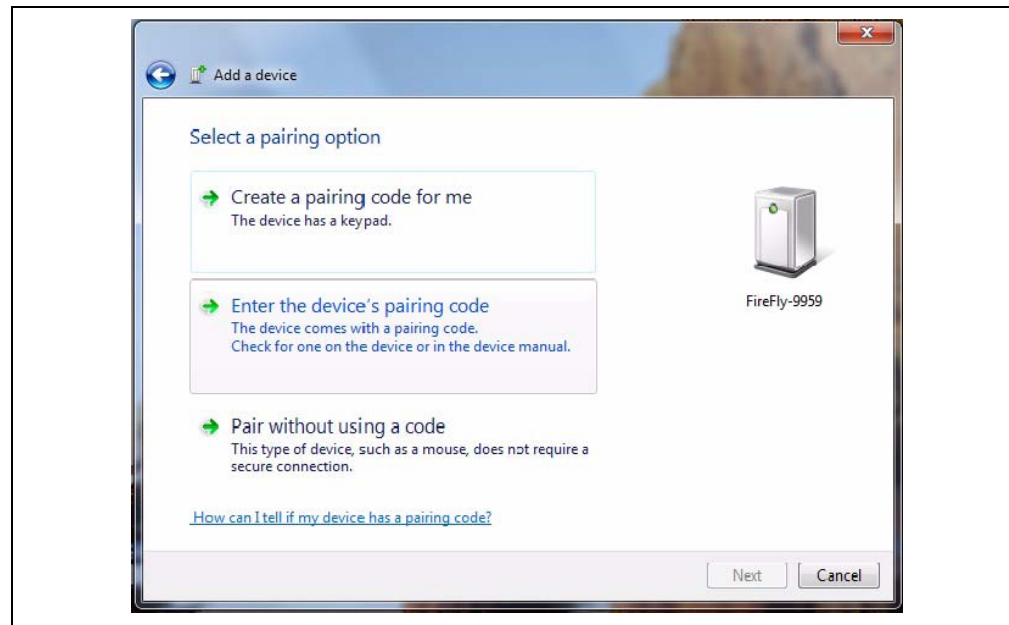 Add a device
Select a pairing option
Create a pairing code for me
The device has a keypad.
Enter the device's pairing code
The device comes with a pairing code.
Check for one on the device or in the device manual.
FireFly-9959
Pair without using a code
This type of device, such as a mouse, does not require a
secure connection.
How can I tell if my device has a pairing code?
Next
Cancel